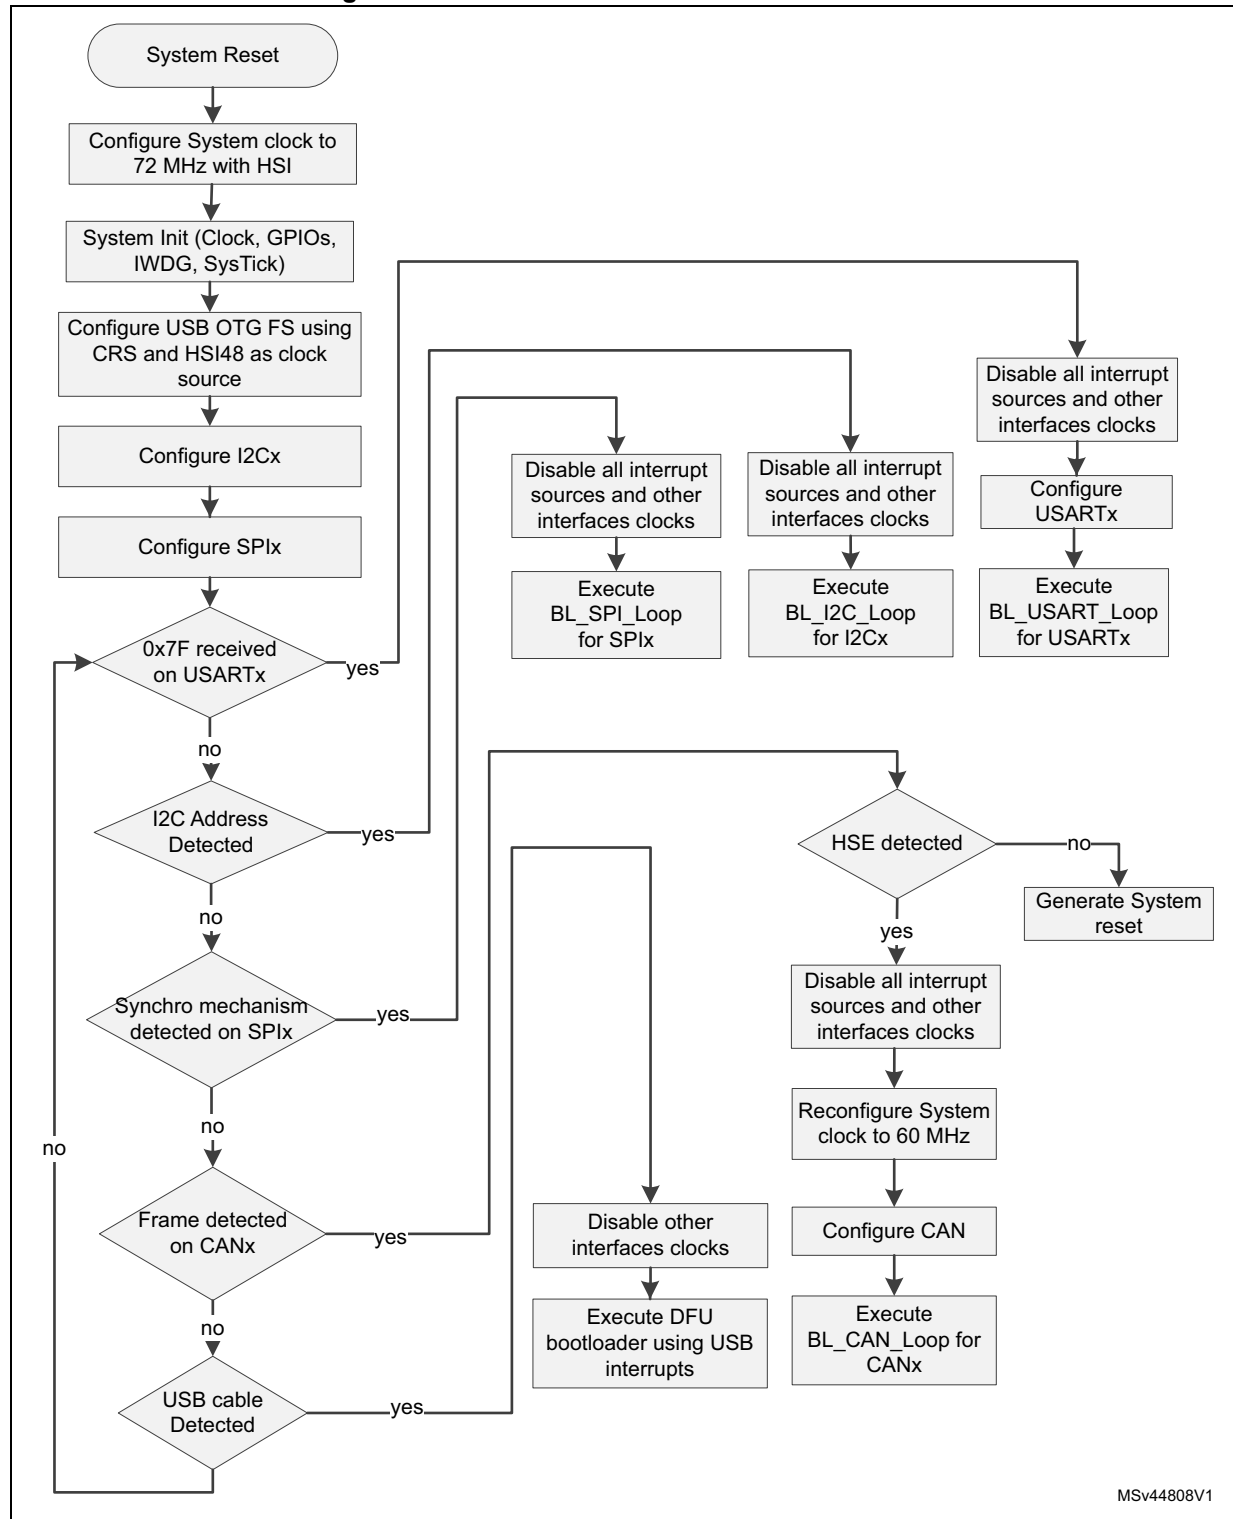 System Reset
Configure System clock to
72 MHz with HSI
System Init (Clock, GPIOs,
IWDG, SysTick)
Configure USB OTG FS using
CRS and HSI48 as clock
source
Configure I2Cx
Configure SPIx
0x7F received
on USARTx
yes
no
I2C Address
Detected
yes
no
Synchro mechanism
detected on SPIx
yes
no
Frame detected
on CANx
yes
no
USB cable
Detected
yes
no
Disable all interrupt
sources and other
interfaces clocks
Execute
BL_SPI_Loop
for SPIx
Disable all interrupt
sources and other
interfaces clocks
Execute
BL_I2C_Loop
for I2Cx
Disable all interrupt
sources and other
interfaces clocks
Configure
USARTx
Execute
BL_USART_Loop
for USARTx
HSE detected
no
Generate System
reset
yes
Disable all interrupt
sources and other
interfaces clocks
Reconfigure System
clock to 60 MHz
Configure CAN
Execute
BL_CAN_Loop for
CANx
Disable other
interfaces clocks
Execute DFU
bootloader using USB
interrupts
MSv44808V1